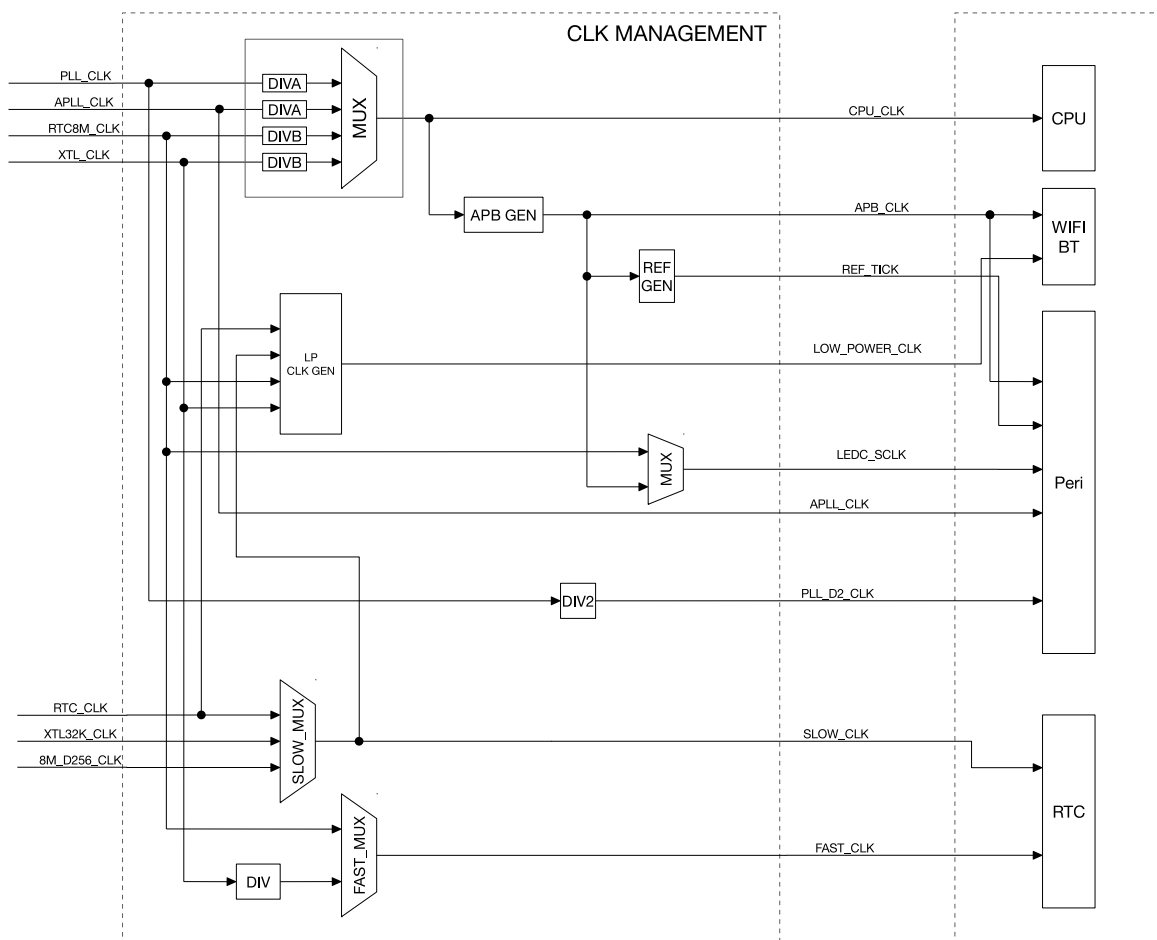 CLK MANAGEMENT
PLL_CLK
DIVA
APLL_CLK
DIVA
RTC8M_CLK
DIVB
XTL_CLK
DIVB
MUX
CPU_CLK
CPU
APB GEN
APB_CLK
WIFI
BT
REF
GEN
REF_TICK
LP
CLK GEN
LOW_POWER_CLK
MUX
LEDC_SCLK
Peri
APLL_CLK
DIV2
PLL_D2_CLK
RTC_CLK
XTL32K_CLK
8M_D256_CLK
SLOW_MUX
SLOW_CLK
RTC
FAST_MUX
FAST_CLK
DIV